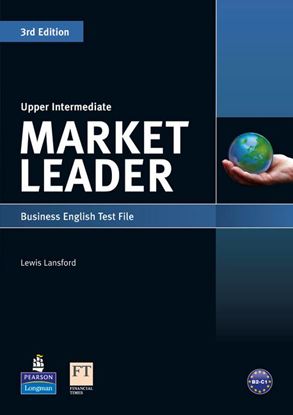 3rd Edition
Upper Intermediate
MARKET
LEADER
Business English Test File
Lewis Lansford
PEARSON
Longman
FT
FINANCIAL
TIMES
B2-C1